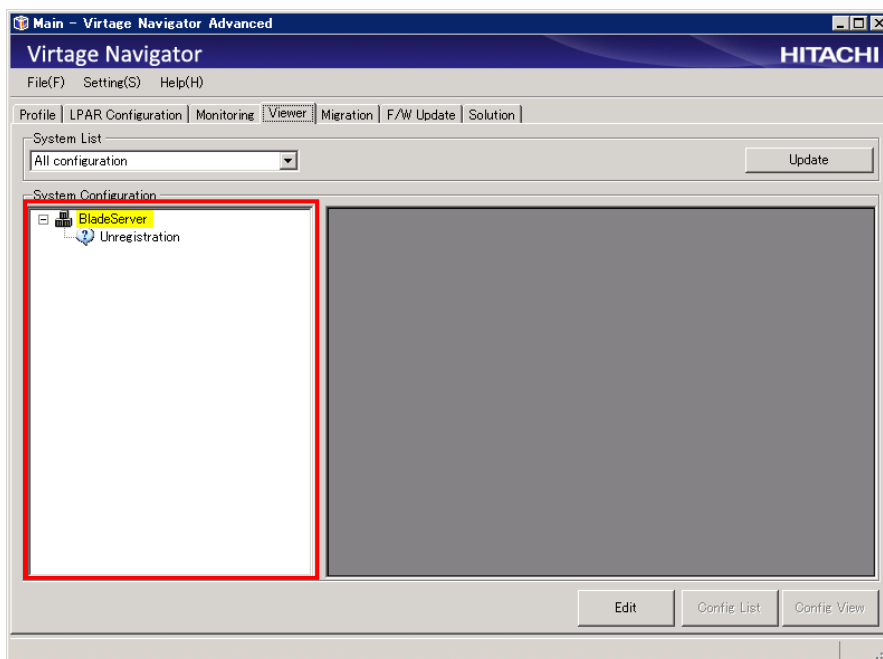 Main - Virtage Navigator Advanced
Virtage Navigator HITACHI
File(F) Setting(S) Help(H)
Profile LPAR Configuration Monitoring Viewer Migration F/W Update Solution
System List
All configuration Update
System Configuration
BladeServer
Unregistration
Edit Config List Config View